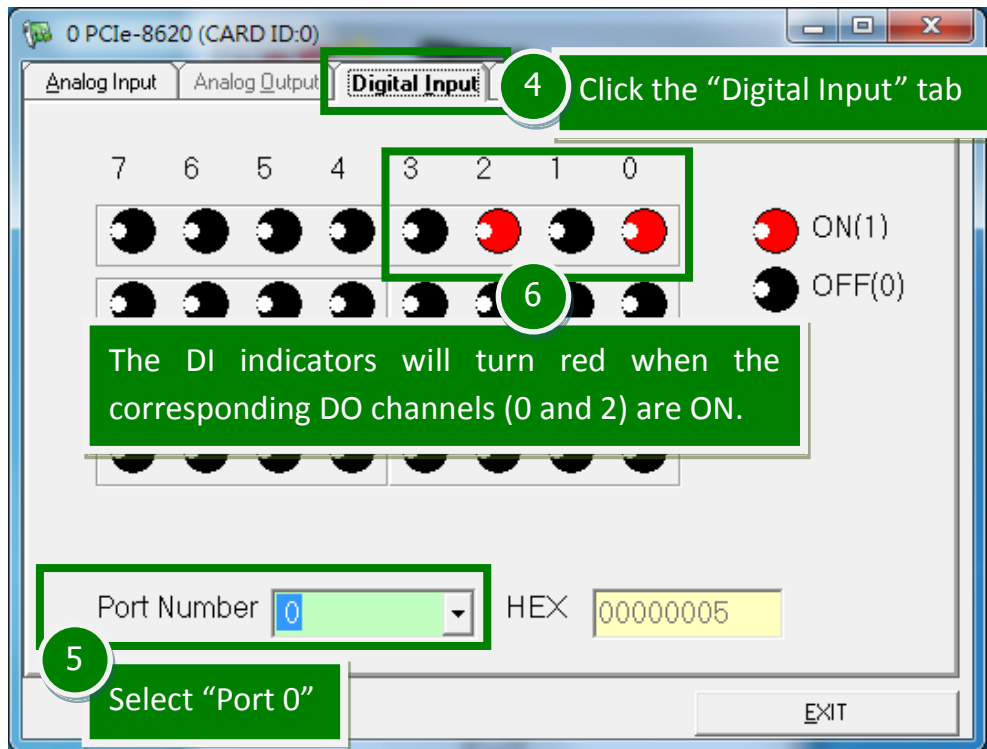 0 PCIe-8620 (CARD ID:0)
Analog Input Analog Output Digital Input
4 Click the “Digital Input” tab
7 6 5 4 3 2 1 0
ON(1)
OFF(0)
6
The DI indicators will turn red when the
corresponding DO channels (0 and 2) are ON.
Port Number 0 HEX 00000005
5
Select “Port 0”
EXIT